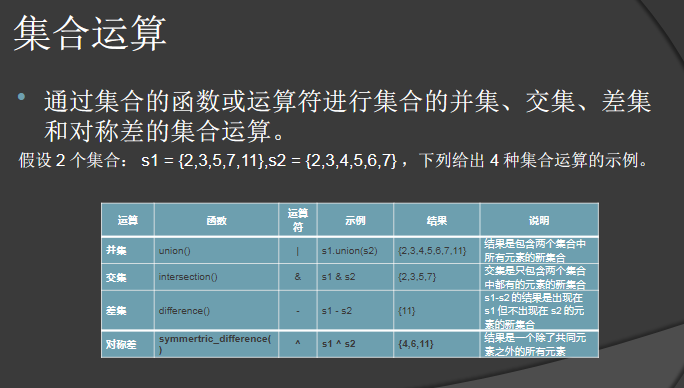 集合运算
通过集合的函数或运算符进行集合的并集、交集、差集
和对称差的集合运算。
假设 2 个集合： s1 = {2,3,5,7,11},s2 = {2,3,4,5,6,7} ，下列给出 4 种集合运算的示例。
运算 函数 运算符 示例 结果 说明
并集 union() | s1.union(s2) {2,3,4,5,6,7,11} 结果是包含两个集合中
所有元素的新集合
交集 intersection() & s1 & s2 {2,3,5,7} 交集是只包含两个集合
中都有的元素的新集合
差集 difference() - s1 - s2 {11} s1-s2 的结果是出现在
s1 但不出现在 s2 的元
素的新集合
对称差 symmertric_difference( ^ s1 ^ s2 {4,6,11} 结果是一个除了共同元
) 素之外的所有元素